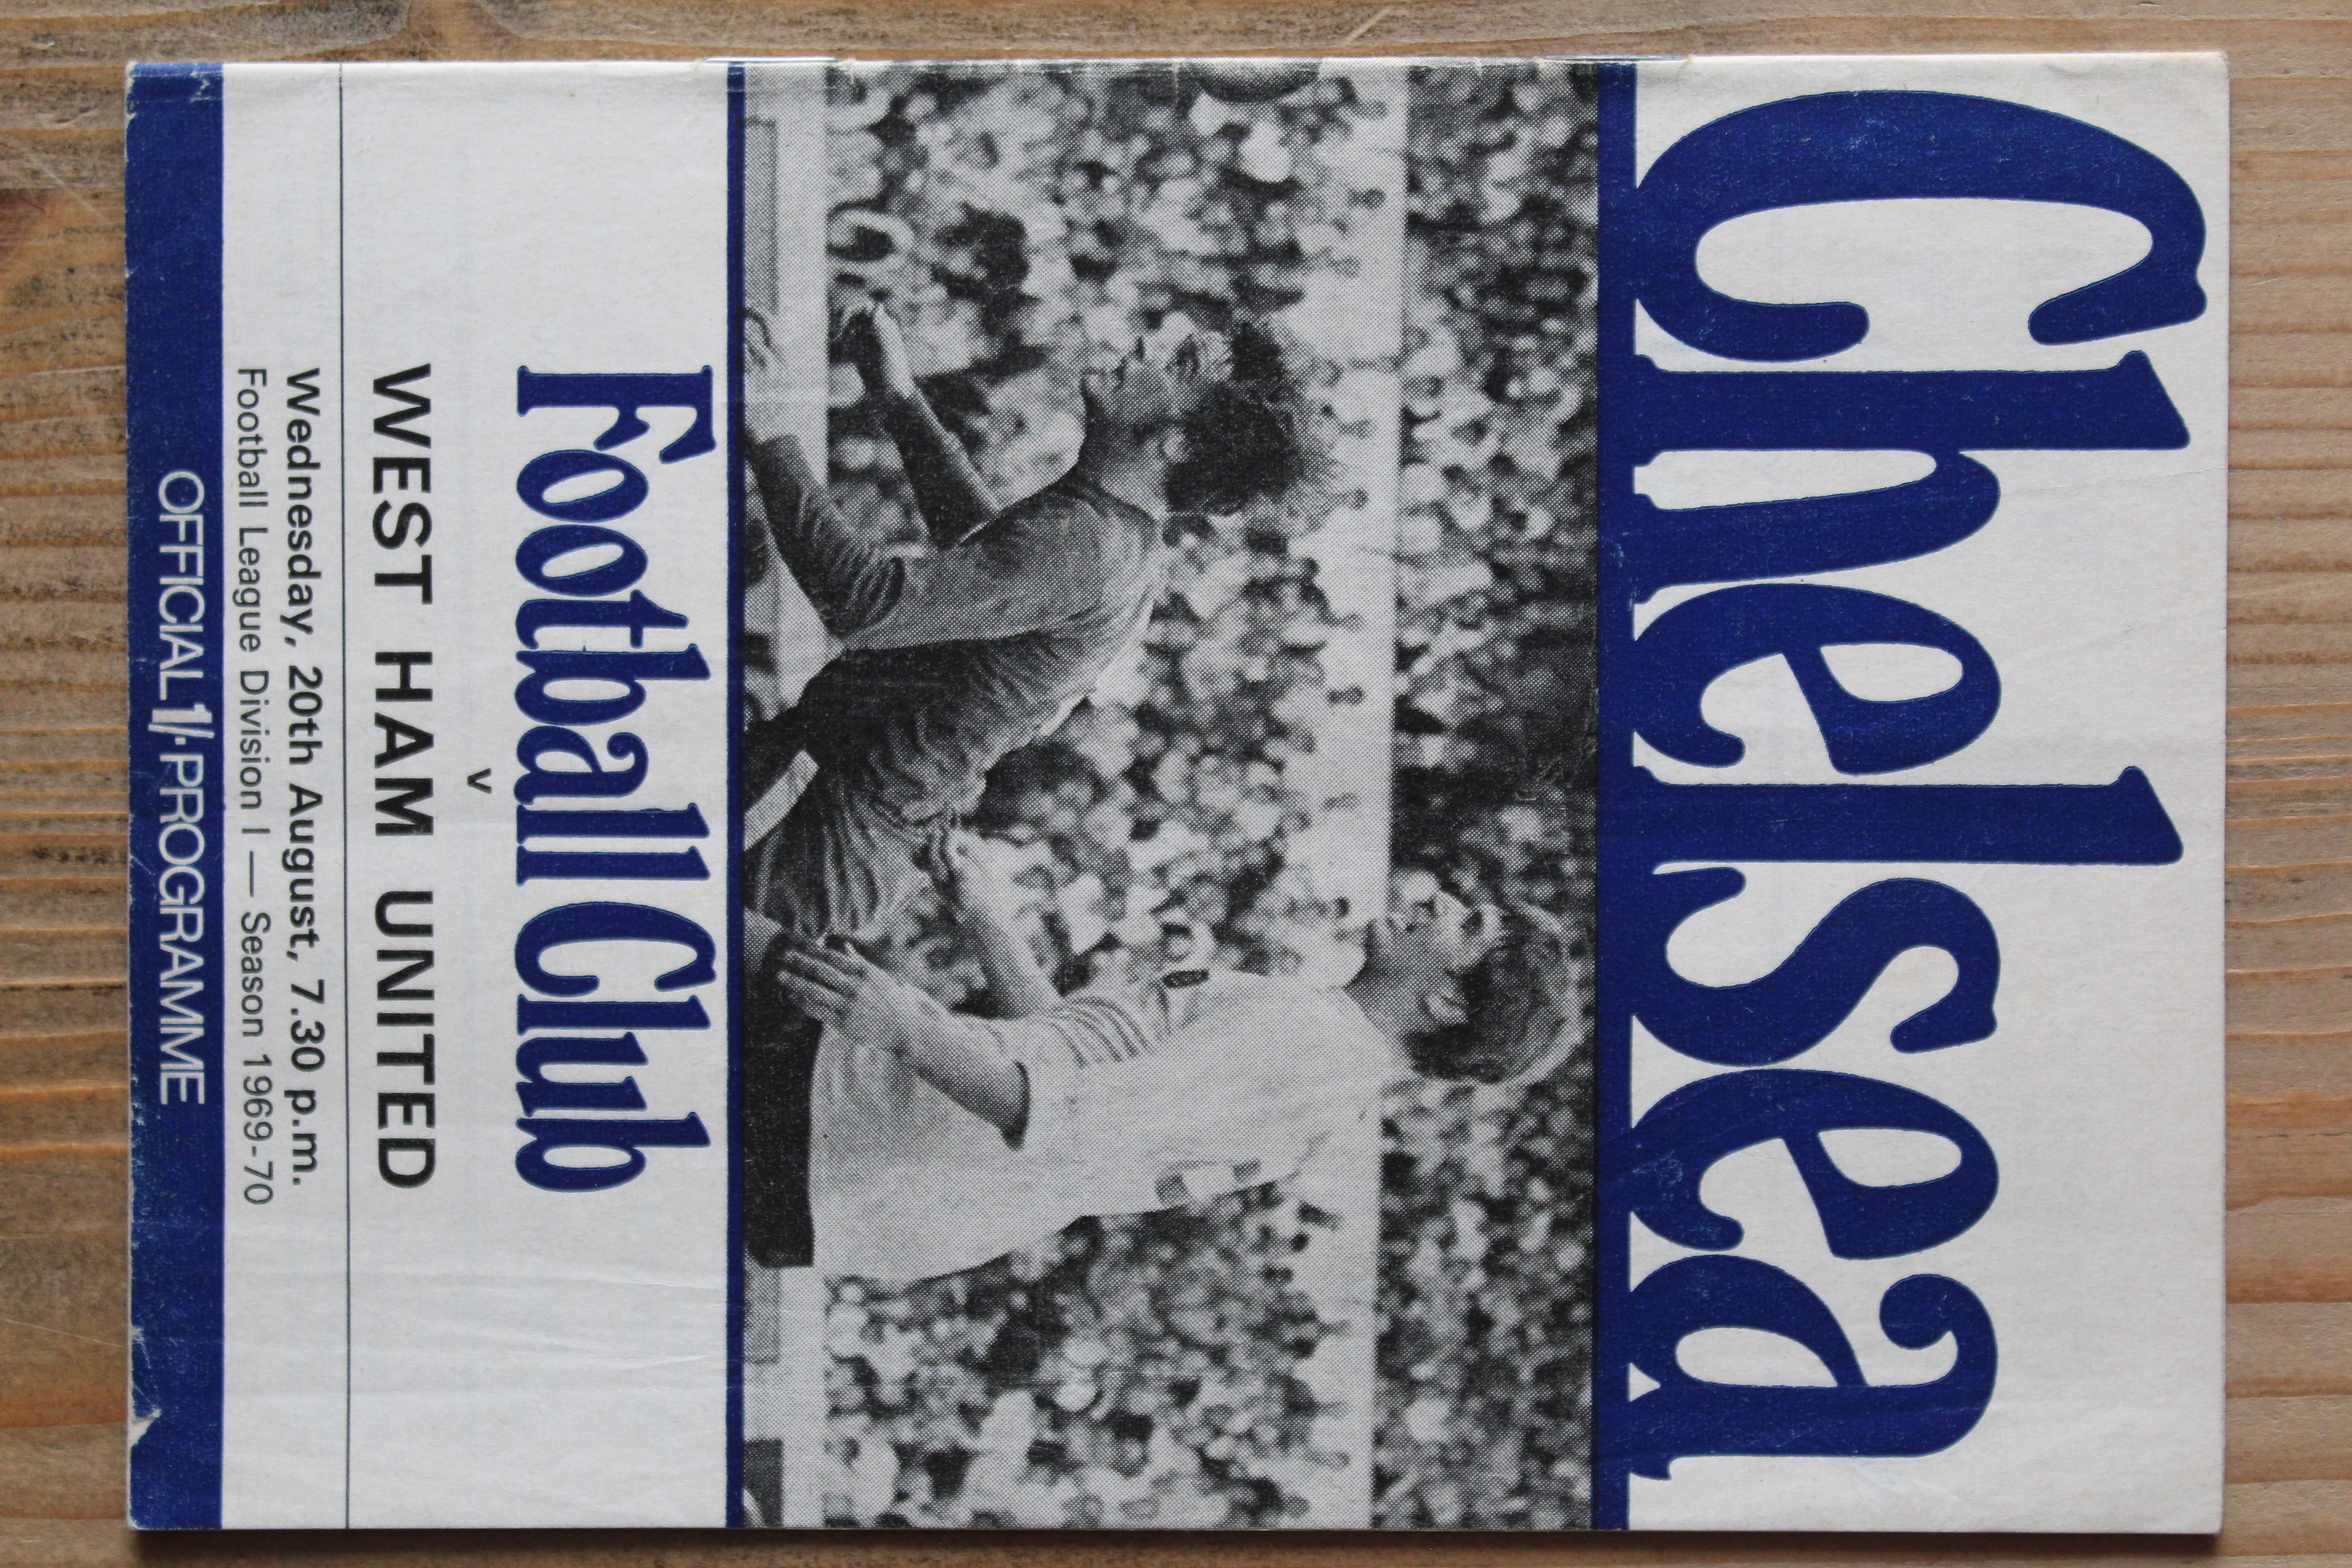 Chelsea
Football Club
v
WEST HAM UNITED
Wednesday, 20th August, 7.30 p.m.
Football League Division I — Season 1969-70
OFFICIAL 1/- PROGRAMME